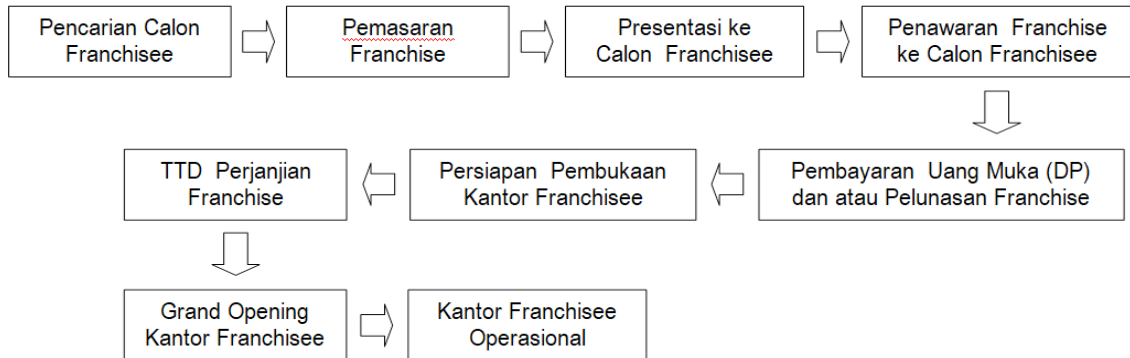 Pencarian Calon
Franchisee
Pemasaran
Franchise
Presentasi ke
Calon Franchisee
Penawaran Franchise
ke Calon Franchisee
Pembayaran Uang Muka (DP)
dan atau Pelunasan Franchise
Persiapan Pembukaan
Kantor Franchisee
TTD Perjanjian
Franchise
Grand Opening
Kantor Franchisee
Kantor Franchisee
Operasional